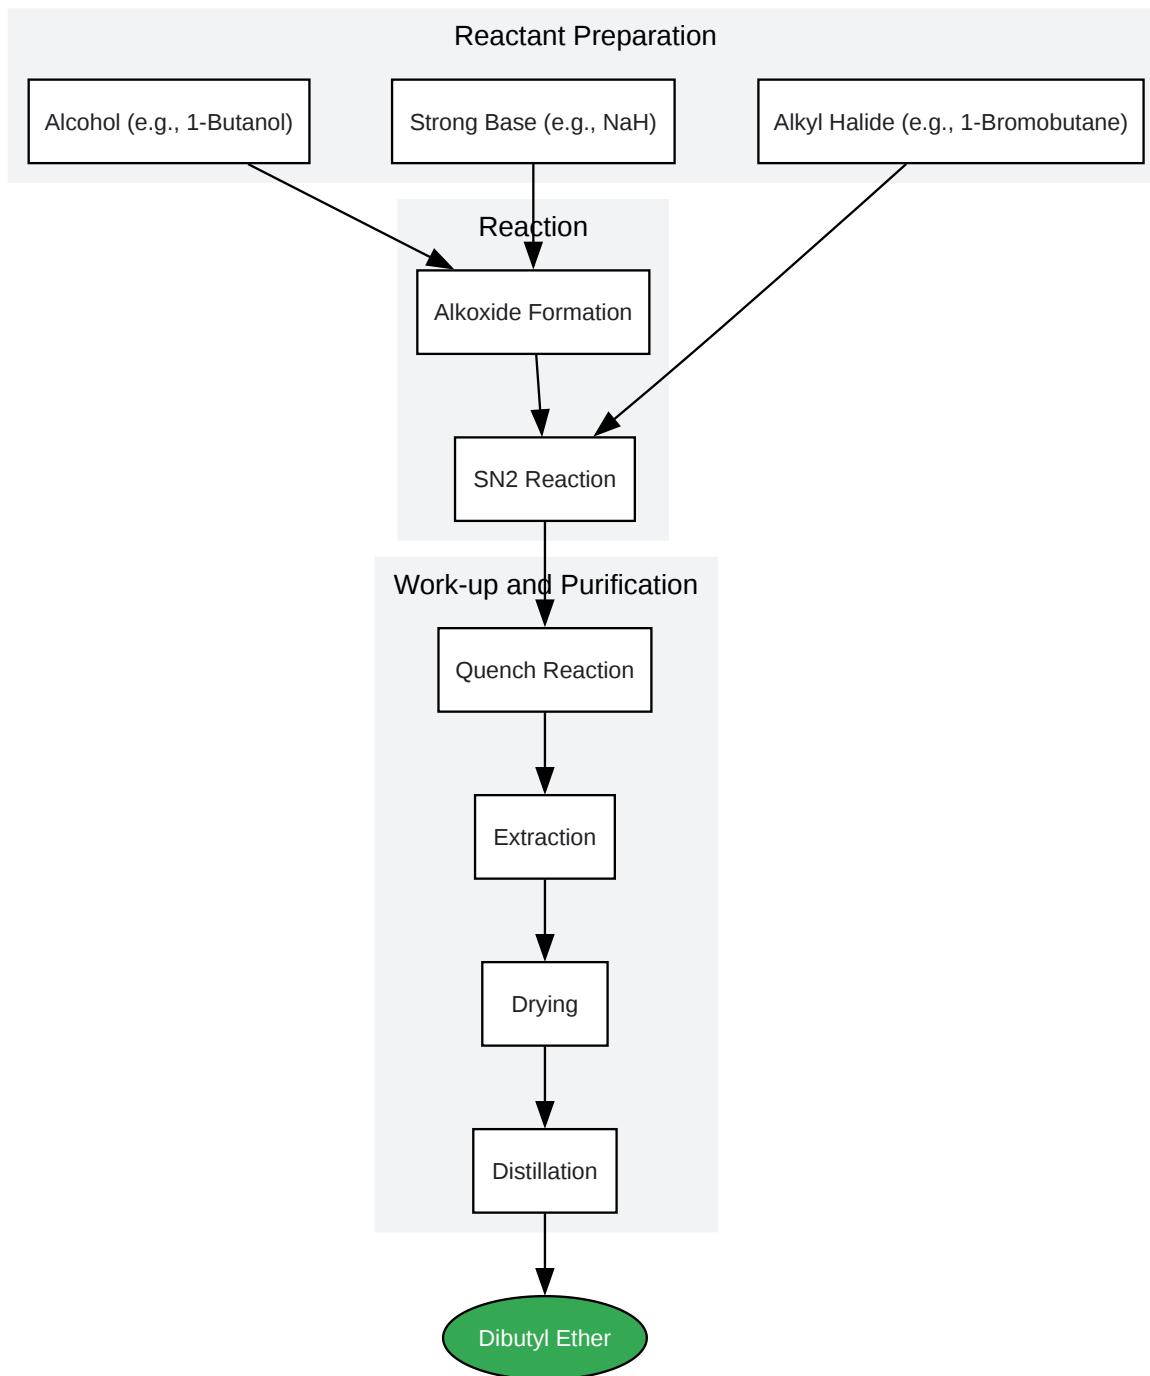 Reactant Preparation
Alcohol (e.g., 1-Butanol)
Strong Base (e.g., NaH)
Alkyl Halide (e.g., 1-Bromobutane)
Reaction
Alkoxide Formation
SN2 Reaction
Work-up and Purification
Quench Reaction
Extraction
Drying
Distillation
Dibutyl Ether